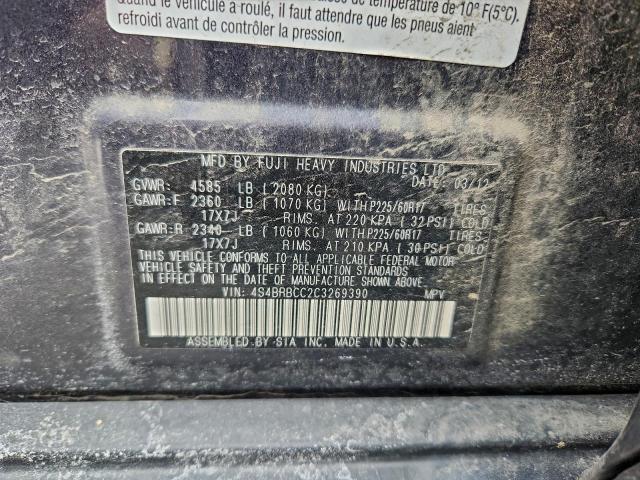 Quand le véhicule a roulé, il faut attendre que les pneus aient
refroidi avant de contrôler la pression.
de température de 10° F(5°C).
MFD BY FUJI HEAVY INDUSTRIES LTD.
DATE: 03/12
GVWR: 4585 LB (2080 KG)
GAWR:F 2360 LB (1070 KG) WITH P225/60R17 TIRES
17X7J RIMS. AT 220 KPA (32 PSI) COLD
GAWR:R 2340 LB (1060 KG) WITH P225/60R17 TIRES
17X7J RIMS. AT 210 KPA (30 PSI) COLD
THIS VEHICLE CONFORMS TO ALL APPLICABLE FEDERAL MOTOR
VEHICLE SAFETY AND THEFT PREVENTION STANDARDS IN
EFFECT ON THE DATE OF MANUFACTURE SHOWN ABOVE.
VIN: 4S4BRBCC2C3269390 MPV
ASSEMBLED BY SIA INC, MADE IN U.S.A.